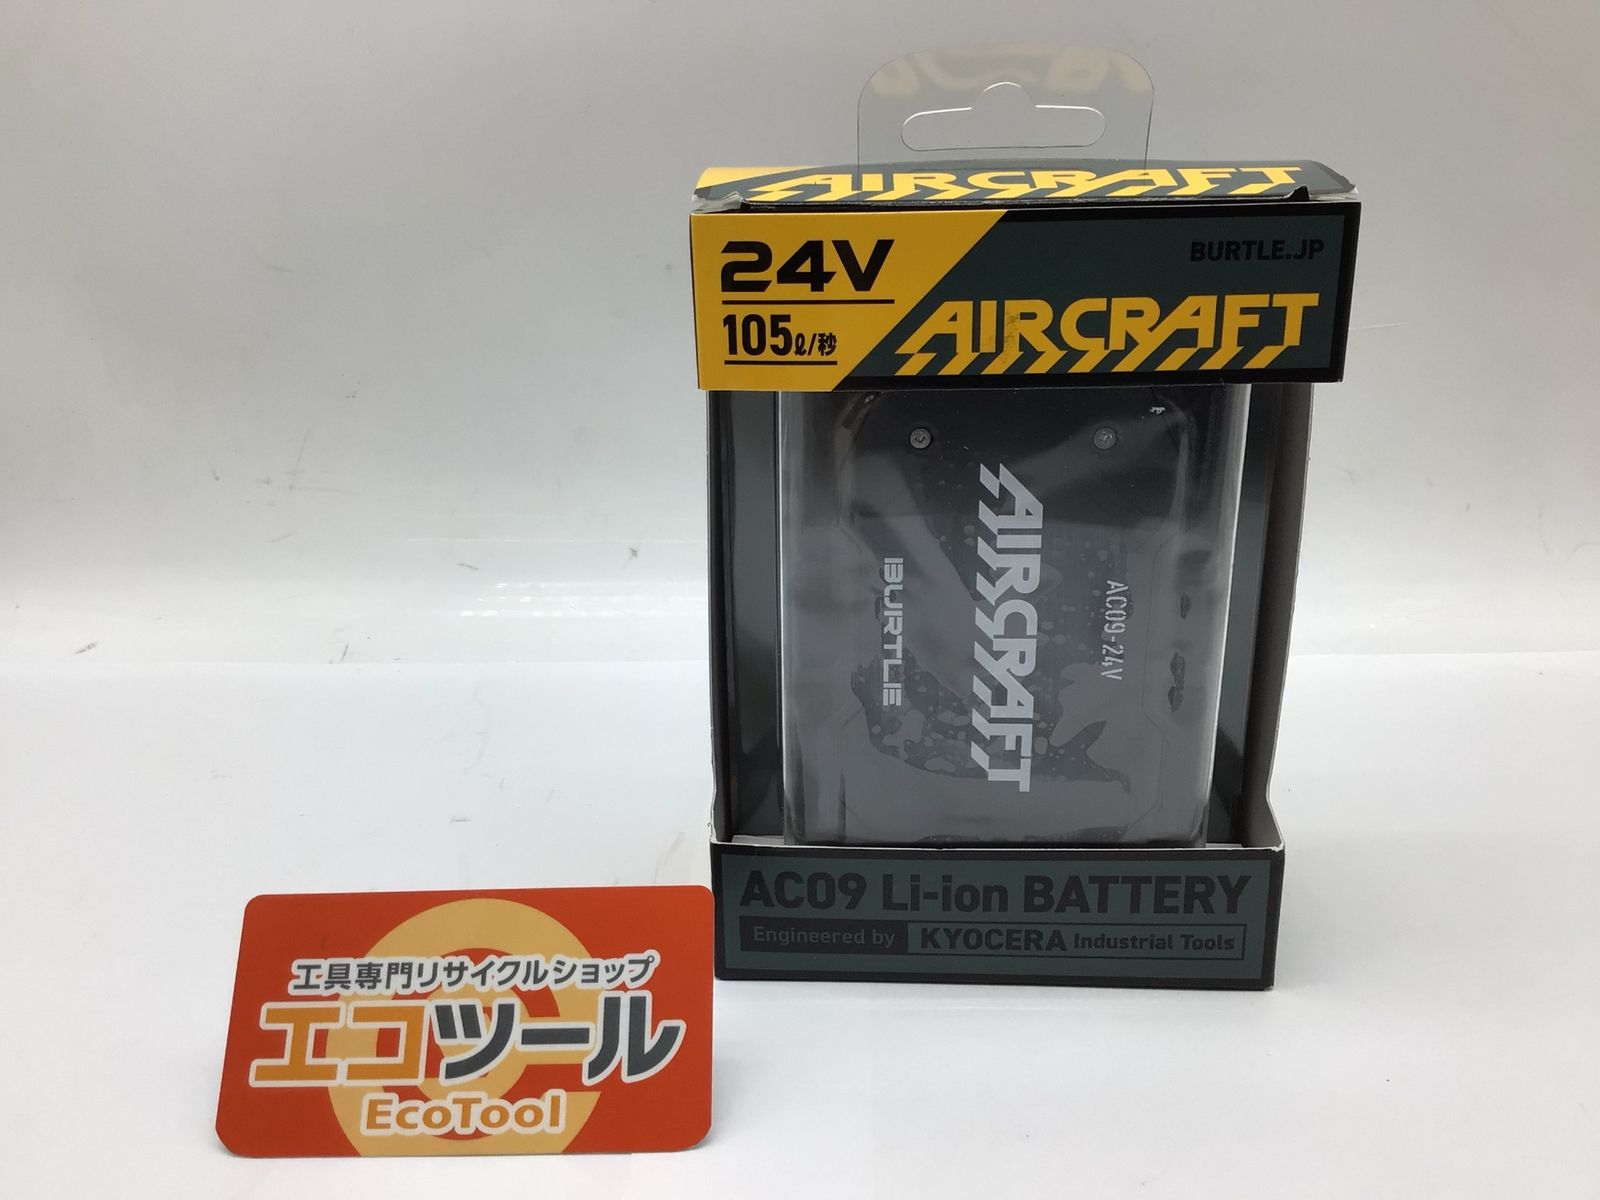 AIRCRAFT
24V
105ℓ/秒
BURTLE.JP
AIRCRAFT
AC09-24V
AIRCRAFT
BURTLE
AC09 Li-ion BATTERY
Engineered by KYOCERA Industrial Tools
工具専門リサイクルショップ
エコツール
EcoTool